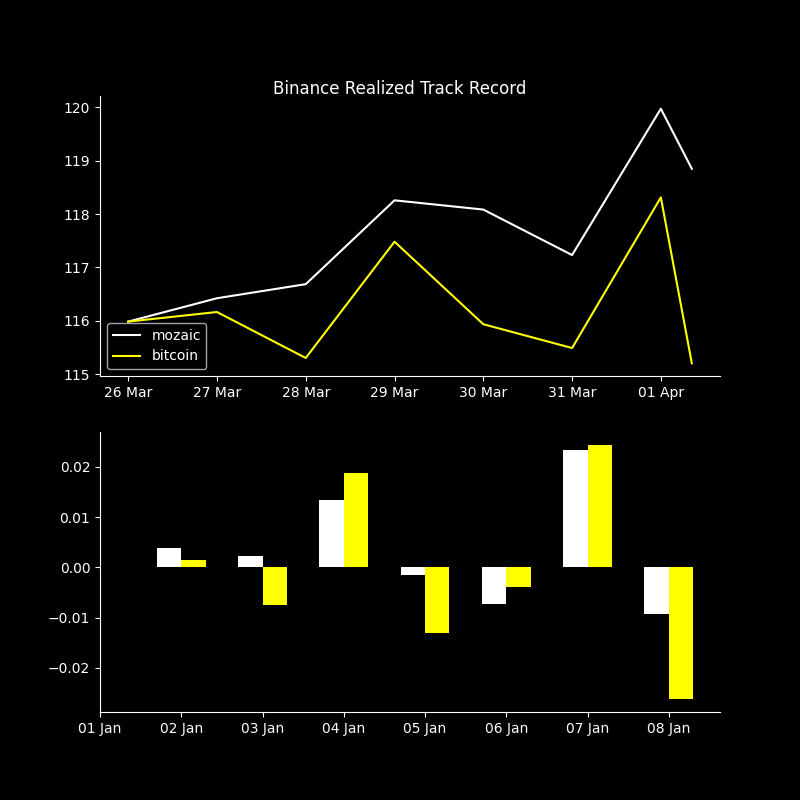 Binance Realized Track Record
120
119
118
117
116
115
mozaic
bitcoin
26 Mar 27 Mar 28 Mar 29 Mar 30 Mar 31 Mar 01 Apr
0.02
0.01
0.00
−0.01
−0.02
01 Jan 02 Jan 03 Jan 04 Jan 05 Jan 06 Jan 07 Jan 08 Jan